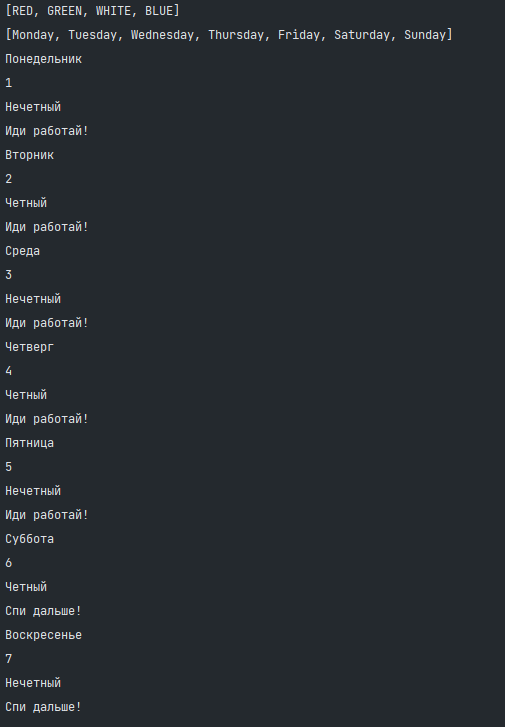 [RED, GREEN, WHITE, BLUE]
[Monday, Tuesday, Wednesday, Thursday, Friday, Saturday, Sunday]
Понедельник
1
Нечетный
Иди работай!
Вторник
2
Четный
Иди работай!
Среда
3
Нечетный
Иди работай!
Четверг
4
Четный
Иди работай!
Пятница
5
Нечетный
Иди работай!
Суббота
6
Четный
Спи дальше!
Воскресенье
7
Нечетный
Спи дальше!